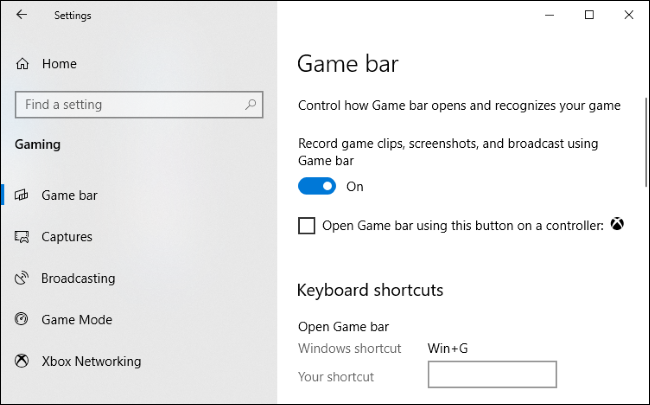 Settings
Home
Find a setting
Gaming
Game bar
Captures
Broadcasting
Game Mode
Xbox Networking
Game bar
Control how Game bar opens and recognizes your game
Record game clips, screenshots, and broadcast using
Game bar
On
Open Game bar using this button on a controller:
Keyboard shortcuts
Open Game bar
Windows shortcut Win+G
Your shortcut